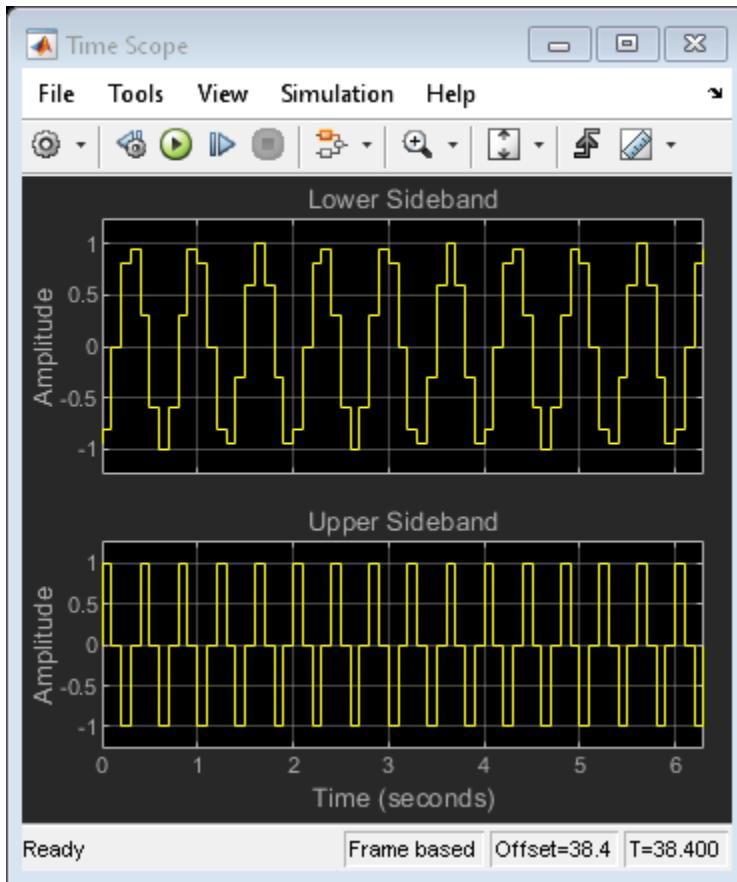 Time Scope
File Tools View Simulation Help
Lower Sideband
1
0.5
0
-0.5
-1
Amplitude
Upper Sideband
1
0.5
0
-0.5
-1
Amplitude
0 1 2 3 4 5 6
Time (seconds)
Ready Frame based Offset=38.4 T=38.400